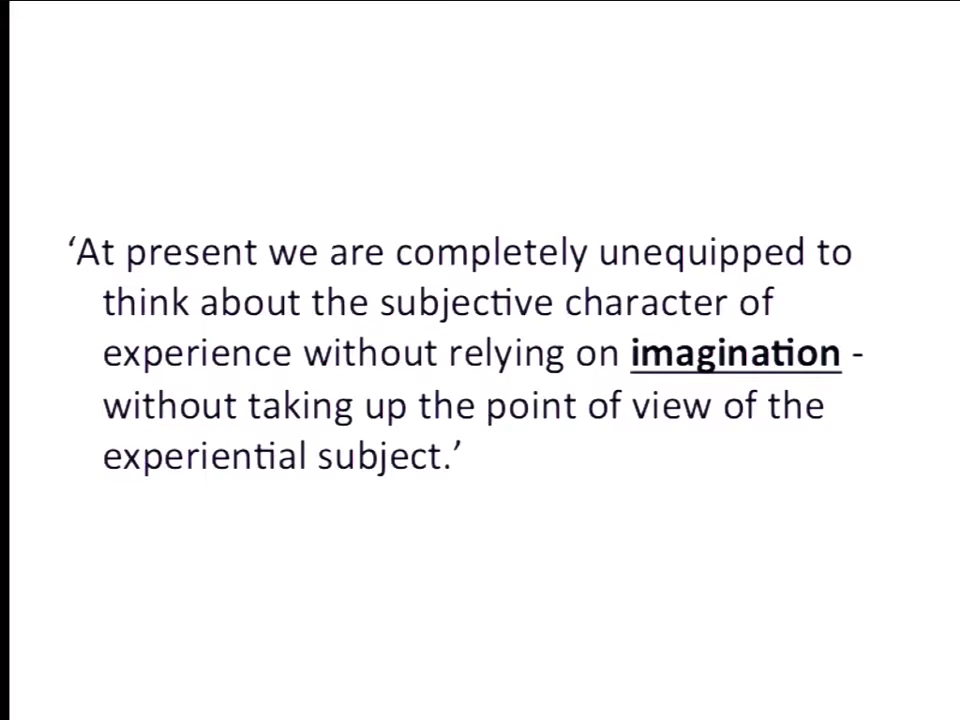 ‘At present we are completely unequipped to
think about the subjective character of
experience without relying on imagination -
without taking up the point of view of the
experiential subject.’